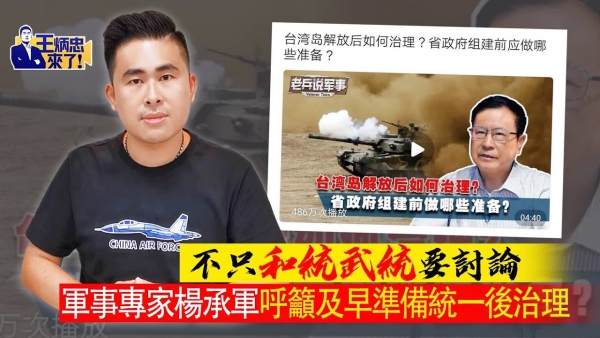 王炳忠
來了!
台湾岛解放后如何治理？省政府组建前应做哪
些准备？
老兵说军事
Veteran Talks
台湾岛解放后如何治理?
省政府组建前做哪些准备?
486万次播放
04:40
CHINA AIR FORC
不只和統武統要討論
軍事專家楊承軍呼籲及早準備統一後治理?
万次播放